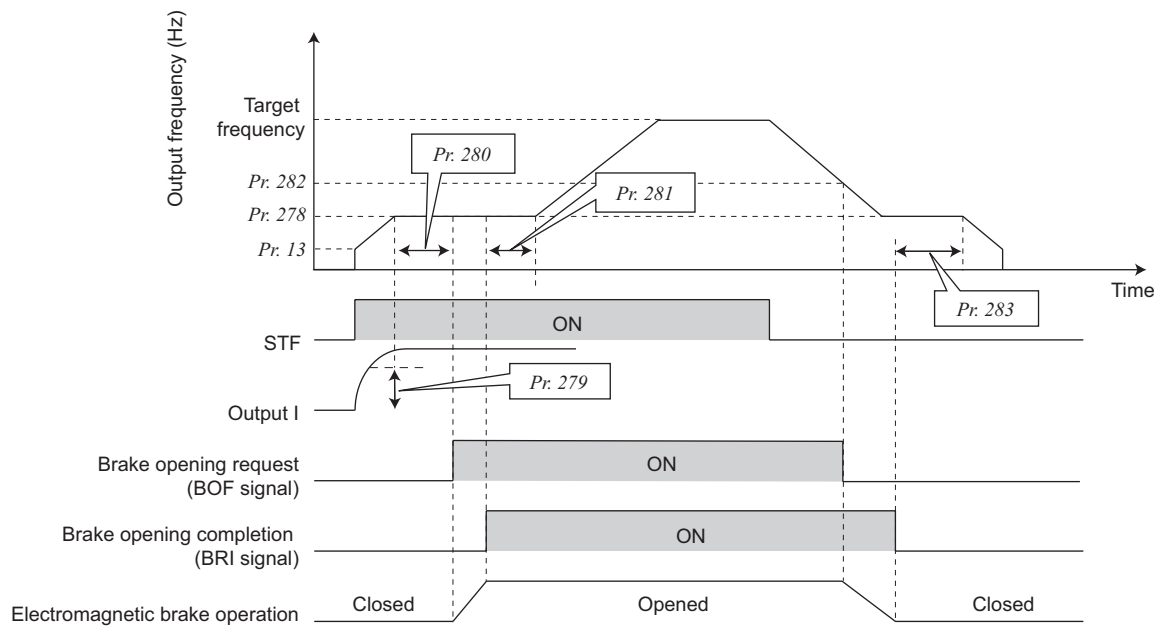 Output frequency (Hz)
Target
frequency
Pr. 280
Pr. 282
Pr. 281
Pr. 278
Pr. 13
Time
Pr. 283
ON
STF
Pr. 279
Output I
Brake opening request
(BOF signal)
ON
Brake opening completion
(BRI signal)
ON
Electromagnetic brake operation
Closed
Opened
Closed